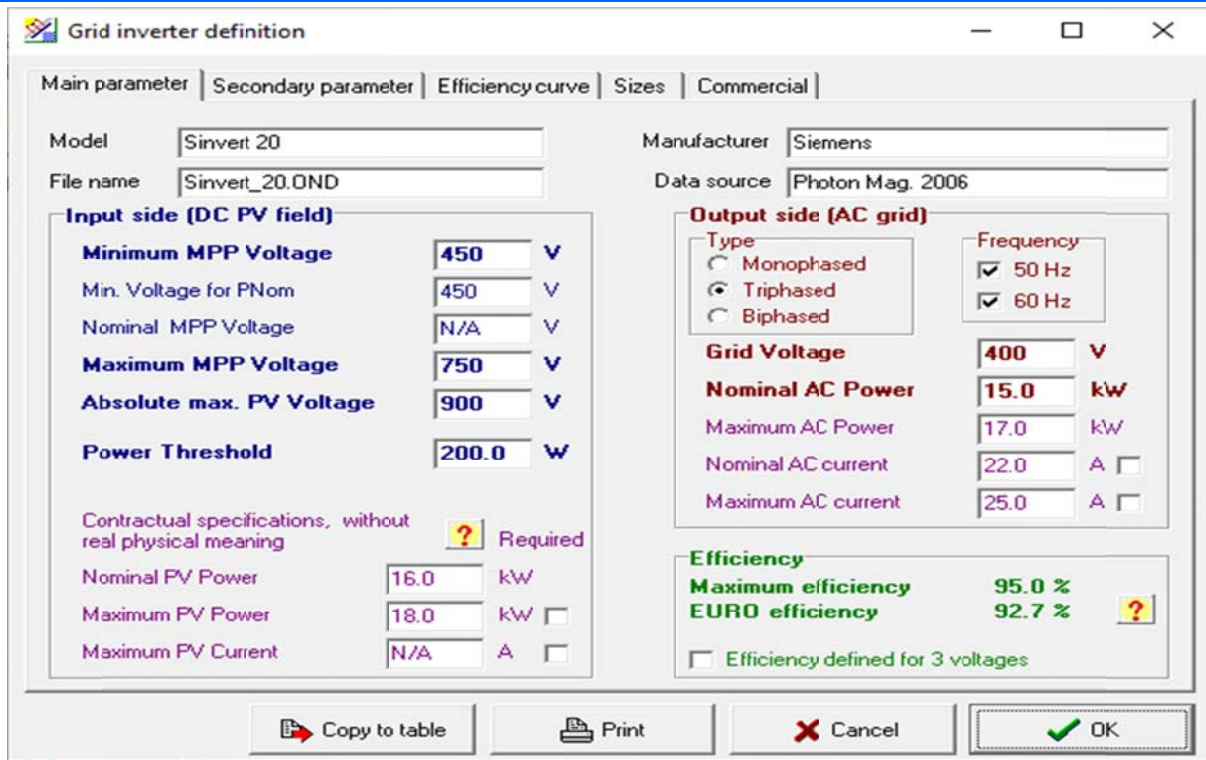 Grid inverter definition
Main parameter Secondary parameter Efficiency curve Sizes Commercial
Model Sinvert 20
Manufacturer Siemens
File name Sinvert_20.OND
Data source Photon Mag. 2006
Input side (DC PV field)
Minimum MPP Voltage 450 V
Min. Voltage for PNom 450 V
Nominal MPP Voltage N/A V
Maximum MPP Voltage 750 V
Absolute max. PV Voltage 900 V
Power Threshold 200.0 W
Contractual specifications, without
real physical meaning ? Required
Nominal PV Power 16.0 kW
Maximum PV Power 18.0 kW
Maximum PV Current N/A A
Output side (AC grid)
Type
Monophased
Triphased
Biphased
Frequency
50 Hz
60 Hz
Grid Voltage 400 V
Nominal AC Power 15.0 kW
Maximum AC Power 17.0 kW
Nominal AC current 22.0 A
Maximum AC current 25.0 A
Efficiency
Maximum efficiency 95.0 %
EURO efficiency 92.7 % ?
Efficiency defined for 3 voltages
Copy to table Print Cancel OK